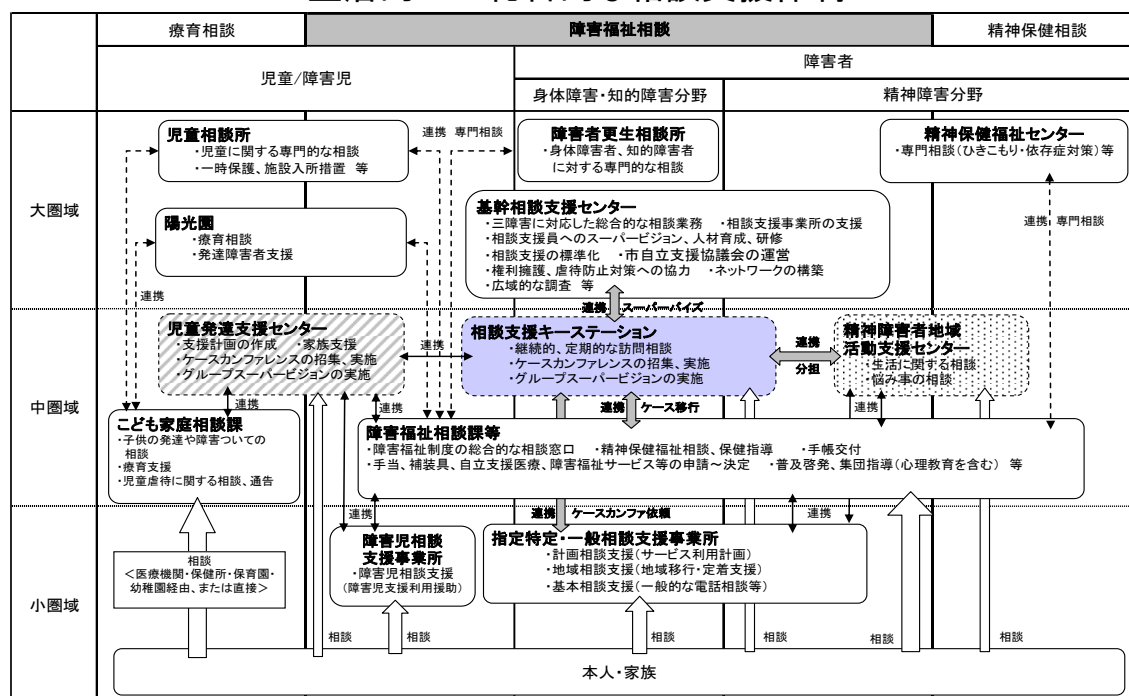 療育相談
障害福祉相談
精神保健相談
児童/障害児
障害者
身体障害・知的障害分野
精神障害分野
大圏域
児童相談所
・児童に関する専門的な相談
・一時保護、施設入所措置 等
連携 専門相談
障害者更生相談所
・身体障害者、知的障害者
に対する専門的な相談
精神保健福祉センター
・専門相談(ひきこもり・依存症対策)等
陽光園
・療育相談
・発達障害者支援
基幹相談支援センター
・三障害に対応した総合的な相談業務 ・相談支援事業所の支援
・相談支援員へのスーパービジョン、人材育成、研修
・相談支援の標準化 ・市自立支援協議会の運営
・権利擁護、虐待防止対策への協力 ・ネットワークの構築
・広域的な調査 等
連携 専門相談
連携
連携 スーパーバイズ
中圏域
児童発達支援センター
・支援計画の作成 ・家族支援
・ケースカンファレンスの招集、実施
・グループスーパービジョンの実施
連携
相談支援キーステーション
・継続的、定期的な訪問相談
・ケースカンファレンスの招集、実施
・グループスーパービジョンの実施
連携
分担
精神障害者地域
活動支援センター
・生活に関する相談
・悩み事の相談
連携
連携
連携 ケース移行
連携
こども家庭相談課
・子供の発達や障害ついての
相談
・療育支援
・児童虐待に関する相談、通告
障害福祉相談課等
・障害福祉制度の総合的な相談窓口 ・精神保健福祉相談、保健指導 ・手帳交付
・手当、補装具、自立支援医療、障害福祉サービス等の申請~決定 ・普及啓発、集団指導(心理教育を含む) 等
小圏域
連携
連携 ケースカンファ依頼
連携
相談
<医療機関・保健所・保育園・
幼稚園経由、または直接>
障害児相談
支援事業所
・障害児相談支援
(障害児支援利用援助)
指定特定・一般相談支援事業所
・計画相談支援(サービス利用計画)
・地域相談支援(地域移行・定着支援)
・基本相談支援(一般的な電話相談等)
相談
相談
相談
相談
相談
相談
本人・家族